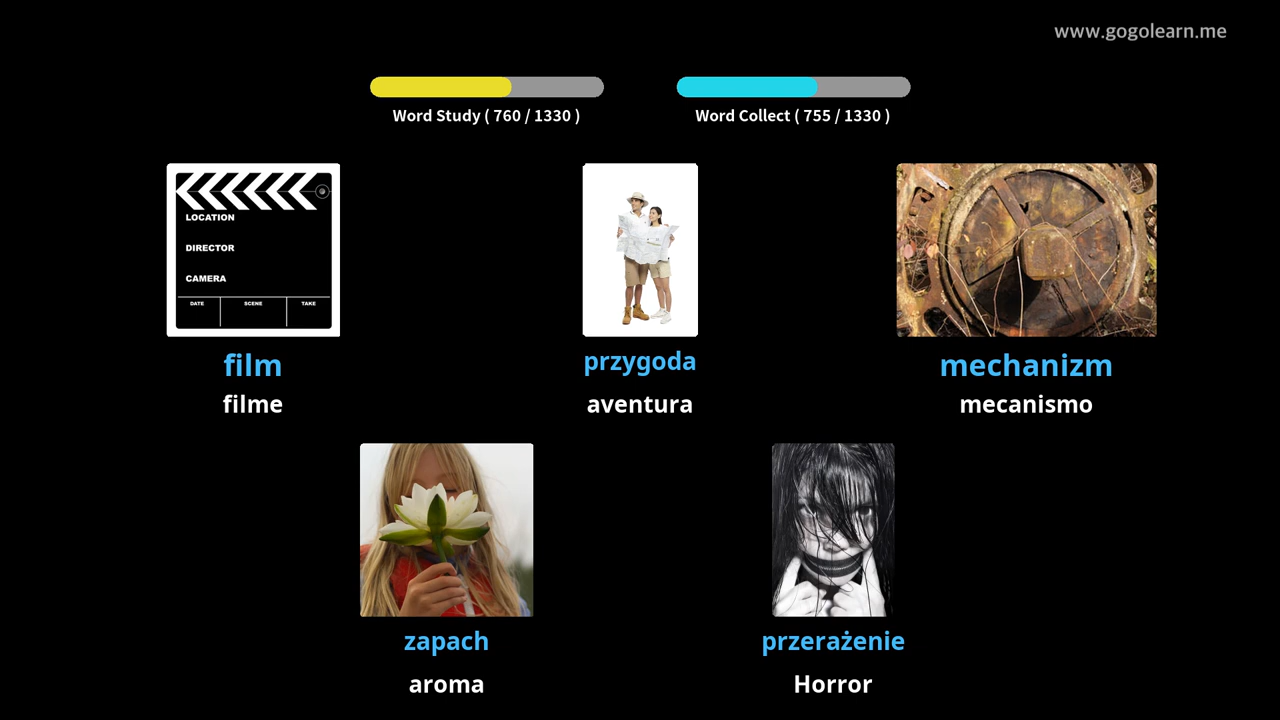 www.gogolearn.me
Word Study ( 760 / 1330 )
Word Collect ( 755 / 1330 )
LOCATION
DIRECTOR
CAMERA
DATE SCENE TAKE
film
filme
przygoda
aventura
mechanizm
mecanismo
zapach
aroma
przerażenie
Horror